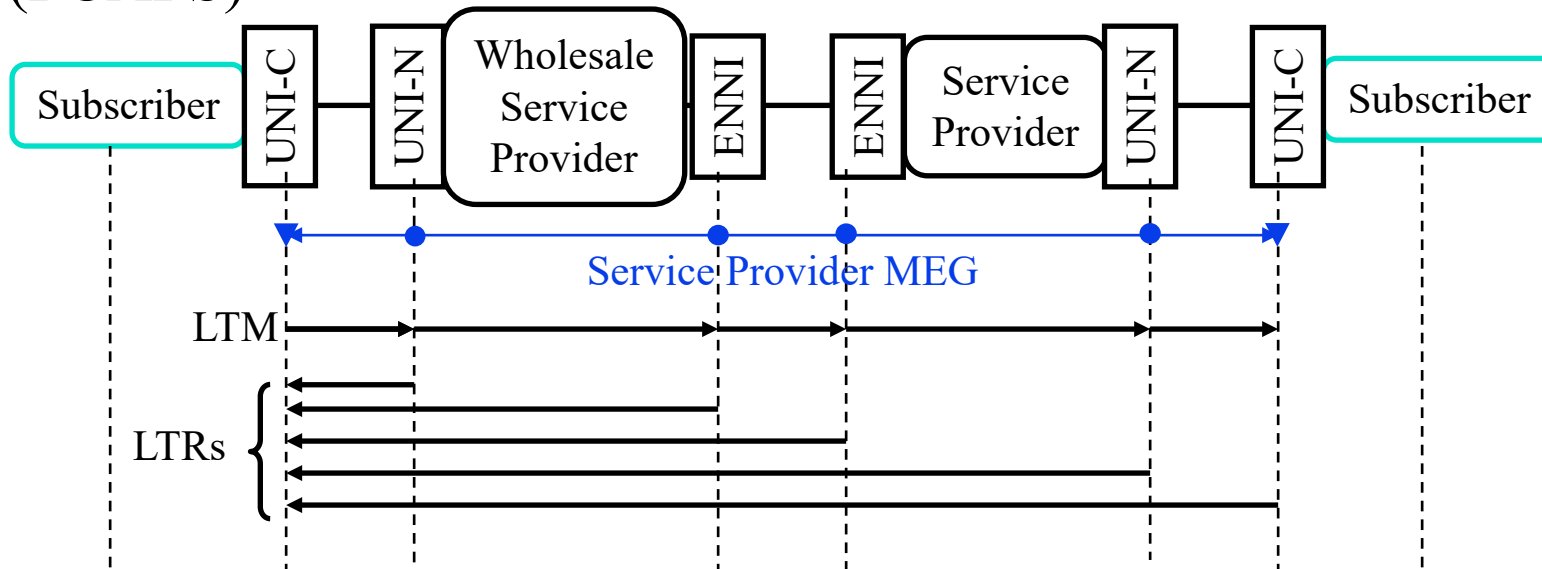 Subscriber
UNI-C
UNI-N
Wholesale
Service
Provider
ENNI
ENNI
Service
Provider
UNI-N
UNI-C
Subscriber
Service Provider MEG
LTM
LTRs